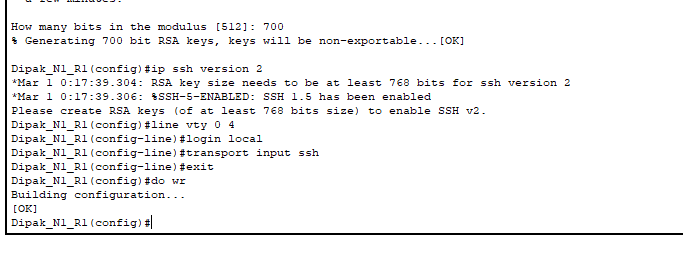 a few minutes.
How many bits in the modulus [512]: 700
% Generating 700 bit RSA keys, keys will be non-exportable...[OK]
Dipak_N1_R1(config)#ip ssh version 2
*Mar 1 0:17:39.304: RSA key size needs to be at least 768 bits for ssh version 2
*Mar 1 0:17:39.306: %SSH-5-ENABLED: SSH 1.5 has been enabled
Please create RSA keys (of at least 768 bits size) to enable SSH v2.
Dipak_N1_R1(config)#line vty 0 4
Dipak_N1_R1(config-line)#login local
Dipak_N1_R1(config-line)#transport input ssh
Dipak_N1_R1(config-line)#exit
Dipak_N1_R1(config)#do wr
Building configuration...
[OK]
Dipak_N1_R1(config)#